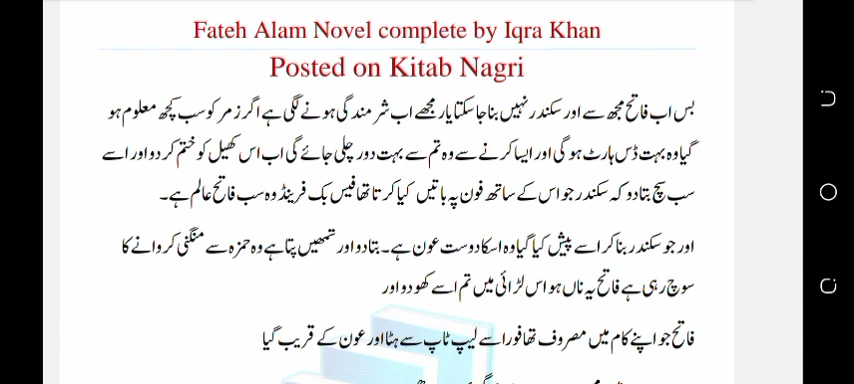 Fateh Alam Novel complete by Iqra Khan
Posted on Kitab Nagri
بس اب فاتح مجھ سے اور سکندر نہیں بنا جا سکتا یار مجھے اب شرمندگی ہونے لگی ہے اگر زمر کو سب کچھ معلوم ہو
گیا وہ بہت ڈس ہارٹ ہو گی اور ایسا کرنے سے وہ تم سے بہت دور چلی جائے گی اب اس کھیل کو ختم کر دو اور اسے
سب سچ بتا دو کہ سکندر جو اس کے ساتھ فون پہ باتیں کیا کرتا تھا فیس بک فرینڈ وہ سب فاتح عالم ہے۔
اور جو سکندر بنا کر اسے پیش کیا گیا وہ اسکا دوست عون ہے۔ بتا دو اور تمھیں پتا ہے وہ حمزہ سے منگنی کروانے کا
سوچ رہی ہے فاتح یہ ناں ہو اس لڑائی میں تم اسے کھو دو اور
فاتح جو اپنے کام میں مصروف تھا فورا سے لیپ ٹاپ سے ہٹا اور عون کے قریب گیا